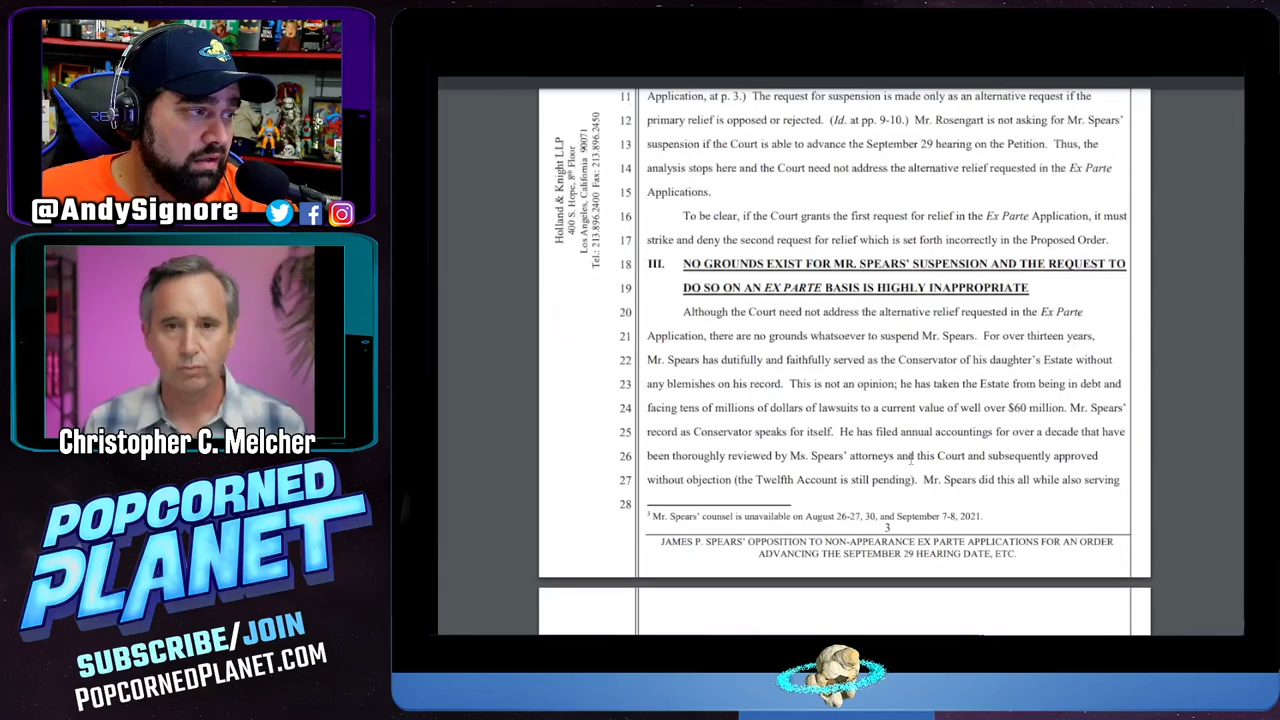 @AndySignore
Christopher C. Melcher
POPCORNED
PLANET
SUBSCRIBE/JOIN
POPCORNEDPLANET.COM
Holland & Knight LLP
400 S. Hope, 8th Floor
Los Angeles, California 90071
Tel.: 213.896.2400 Fax: 213.896.2450
11 Application, at p. 3.) The request for suspension is made only as an alternative request if the
12 primary relief is opposed or rejected. (Id. at pp. 9-10.) Mr. Rosengart is not asking for Mr. Spears'
13 suspension if the Court is able to advance the September 29 hearing on the Petition. Thus, the
14 analysis stops here and the Court need not address the alternative relief requested in the Ex Parte
15 Applications.
16 To be clear, if the Court grants the first request for relief in the Ex Parte Application, it must
17 strike and deny the second request for relief which is set forth incorrectly in the Proposed Order.
18 III. NO GROUNDS EXIST FOR MR. SPEARS' SUSPENSION AND THE REQUEST TO
19 DO SO ON AN EX PARTE BASIS IS HIGHLY INAPPROPRIATE
20 Although the Court need not address the alternative relief requested in the Ex Parte
21 Application, there are no grounds whatsoever to suspend Mr. Spears. For over thirteen years,
22 Mr. Spears has dutifully and faithfully served as the Conservator of his daughter's Estate without
23 any blemishes on his record. This is not an opinion; he has taken the Estate from being in debt and
24 facing tens of millions of dollars of lawsuits to a current value of well over $60 million. Mr. Spears'
25 record as Conservator speaks for itself. He has filed annual accountings for over a decade that have
26 been thoroughly reviewed by Ms. Spears' attorneys and this Court and subsequently approved
27 without objection (the Twelfth Account is still pending). Mr. Spears did this all while also serving
28
3 Mr. Spears' counsel is unavailable on August 26-27, 30, and September 7-8, 2021.
3
JAMES P. SPEARS' OPPOSITION TO NON-APPEARANCE EX PARTE APPLICATIONS FOR AN ORDER
ADVANCING THE SEPTEMBER 29 HEARING DATE, ETC.